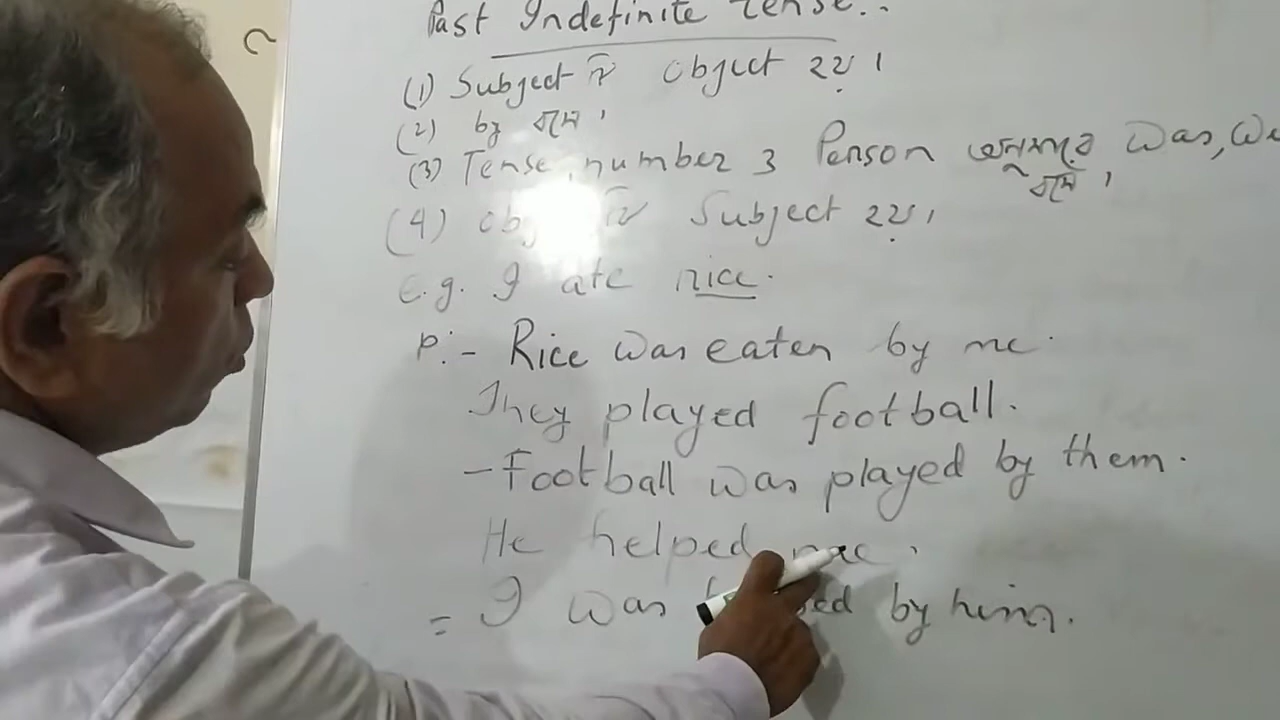 Past Indefinite tense..
(1) Subject টি object হয়।
(2) by বসে।
(3) Tense, number ও Person অনুসারে was, we
বসে।
(4) টি Subject হয়।
e.g. I ate rice.
P:- Rice was eaten by me.
They played football.
- Football was played by them.
He helped me.
= I was by him.